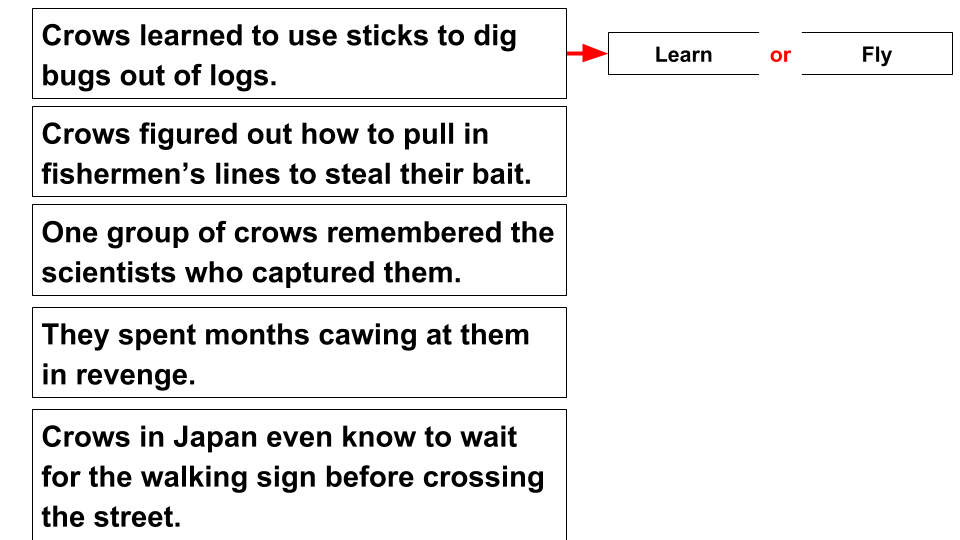 Crows learned to use sticks to dig
bugs out of logs.
Learn or Fly
Crows figured out how to pull in
fishermen’s lines to steal their bait.
One group of crows remembered the
scientists who captured them.
They spent months cawing at them
in revenge.
Crows in Japan even know to wait
for the walking sign before crossing
the street.